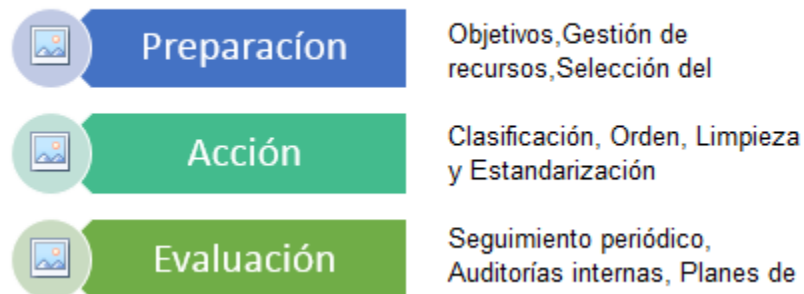 Preparacíon
Objetivos,Gestión de
recursos,Selección del
Acción
Clasificación, Orden, Limpieza
y Estandarización
Evaluación
Seguimiento periódico,
Auditorías internas, Planes de